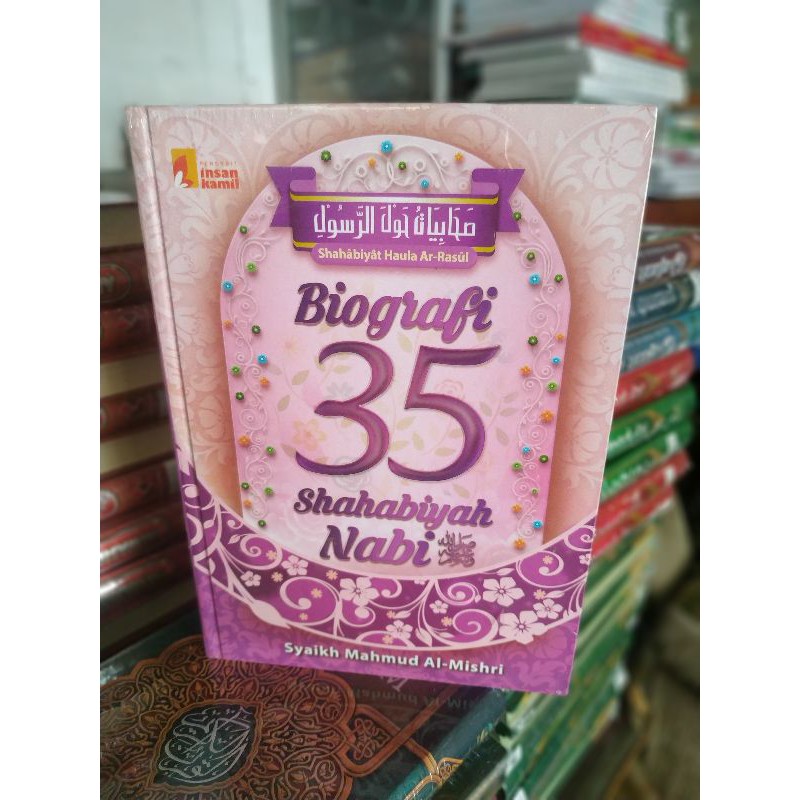 PENERBIT
insan
kamil
صَحَابِيَاتُ حَوْلَ الرَّسُوْلِ
Shahâbiyât Haula Ar-Rasûl
Biografi
35
Shahabiyah
Nabi ﷺ
Syaikh Mahmud Al-Mishri